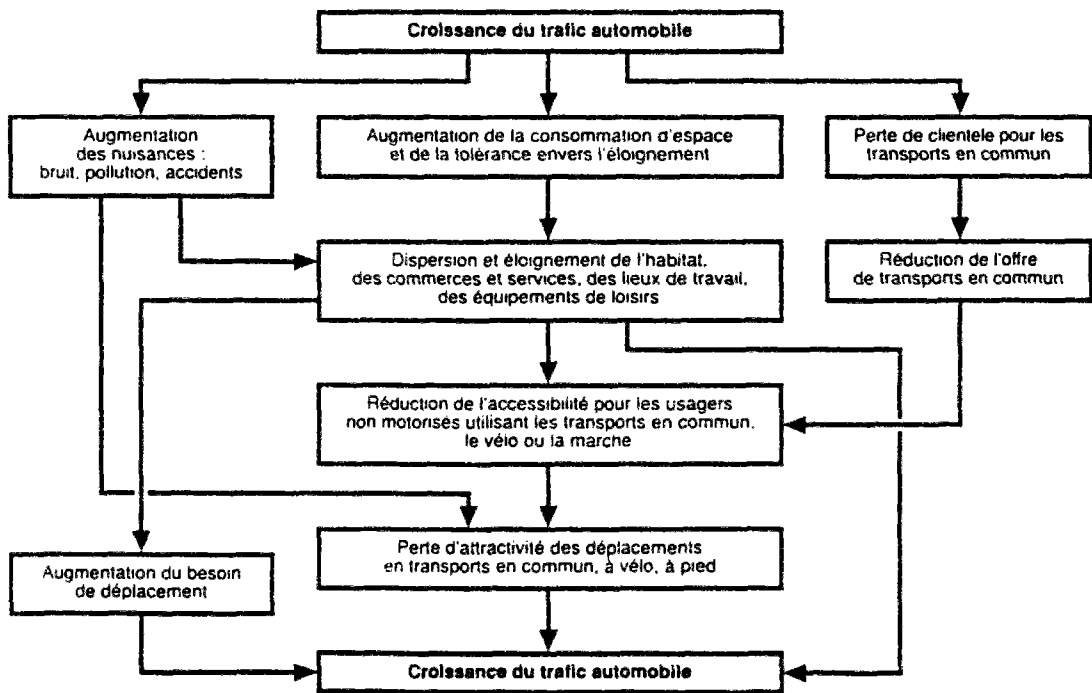 Croissance du trafic automobile
Augmentation
des nuisances :
bruit, pollution, accidents
Augmentation de la consommation d'espace
et de la tolérance envers l'éloignement
Perte de clientele pour les
transports en commun
Dispersion et éloignement de l'habitat,
des commerces et services, des lieux de travail,
des équipements de loisirs
Réduction de l'offre
de transports en commun
Réduction de l'accessibilité pour les usagers
non motorisés utilisant les transports en commun,
le vélo ou la marche
Perte d'attractivité des déplacements
en transports en commun, à vélo, à pied
Augmentation du besoin
de déplacement
Croissance du trafic automobile